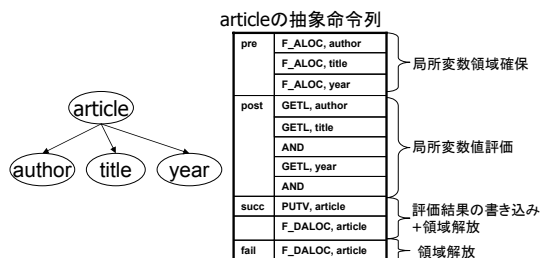 articleの抽象命令列
pre F_ALOC, author
F_ALOC, title
F_ALOC, year
局所変数領域確保
post GETL, author
GETL, title
AND
GETL, year
AND
局所変数値評価
succ PUTV, article
F_DALOC, article
評価結果の書き込み
+領域解放
fail F_DALOC, article
領域解放
article
author title year